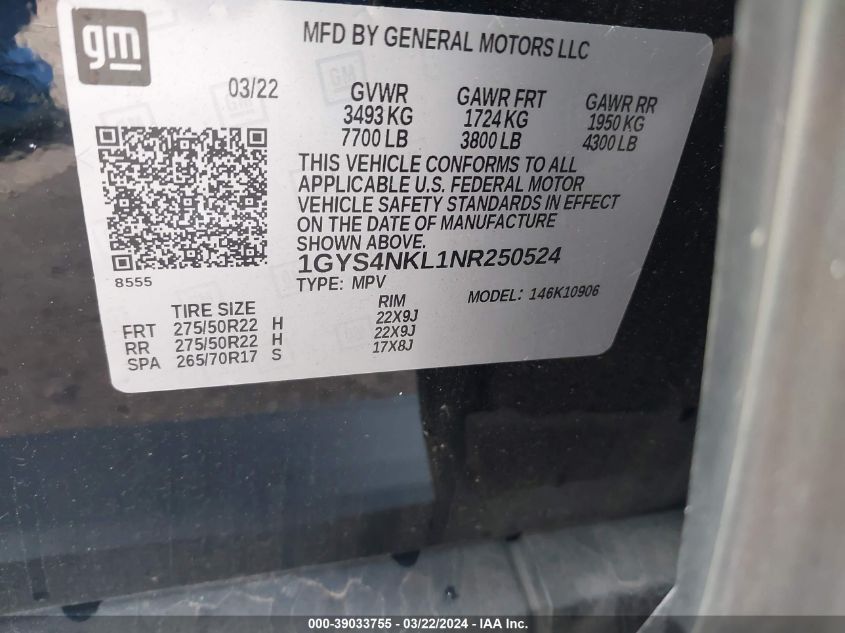 gm
MFD BY GENERAL MOTORS LLC
03/22
GVWR
3493 KG
7700 LB
GAWR FRT
1724 KG
3800 LB
GAWR RR
1950 KG
4300 LB
THIS VEHICLE CONFORMS TO ALL
APPLICABLE U.S. FEDERAL MOTOR
VEHICLE SAFETY STANDARDS IN EFFECT
ON THE DATE OF MANUFACTURE
SHOWN ABOVE.
1GYS4NKL1NR250524
8555
TYPE: MPV
MODEL: 146K10906
TIRE SIZE RIM
FRT 275/50R22 H 22X9J
RR 275/50R22 H 22X9J
SPA 265/70R17 S 17X8J
000-39033755 - 03/22/2024 - IAA Inc.